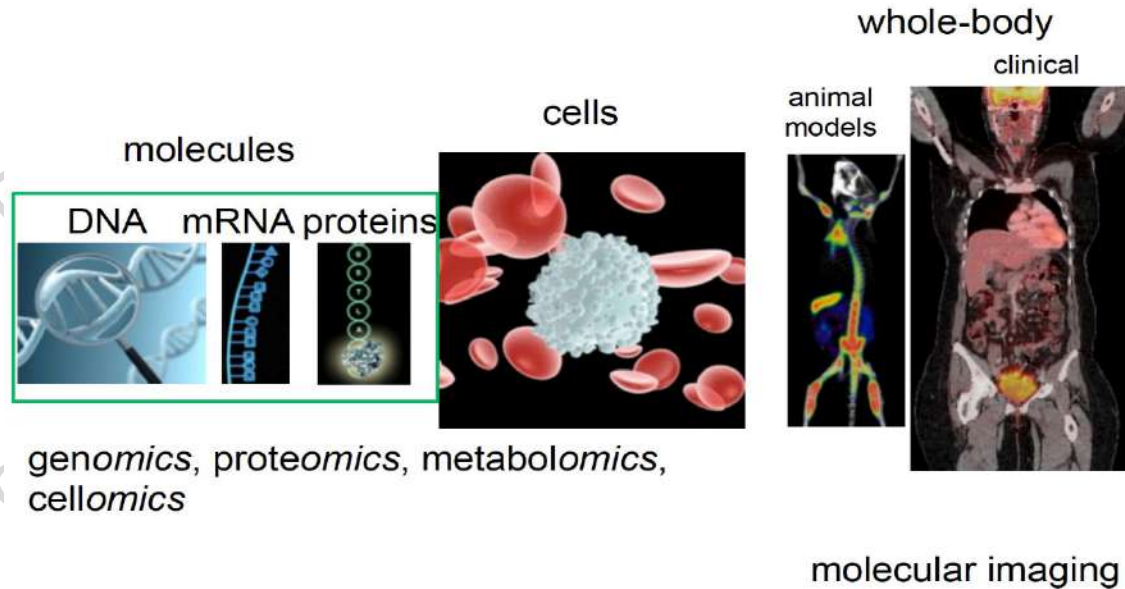 whole-body
clinical
animal
models
cells
molecules
DNA mRNA proteins
genomics, proteomics, metabolomics,
cellomics
molecular imaging